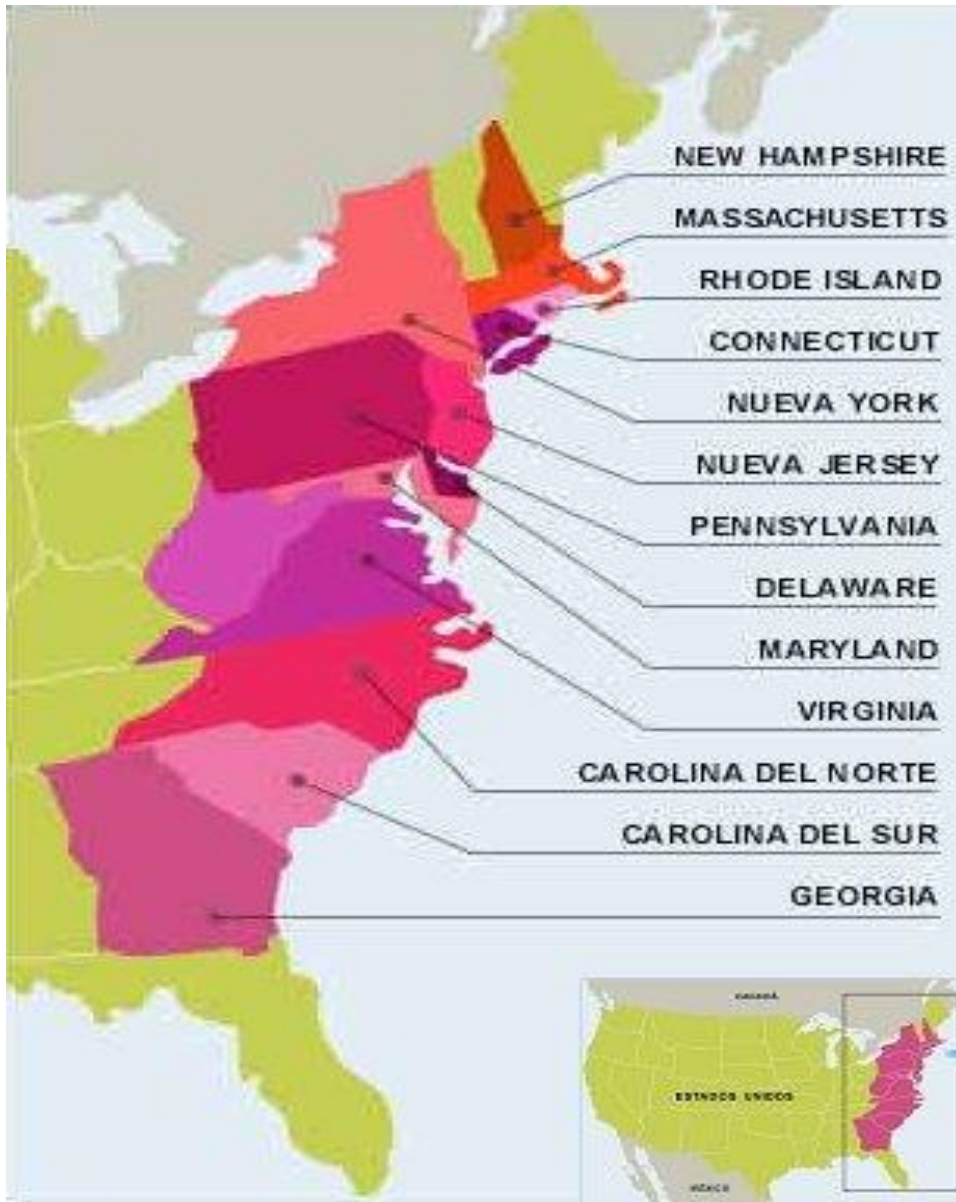 NEW HAMPSHIRE
MASSACHUSETTS
RHODE ISLAND
CONNECTICUT
NUEVA YORK
NUEVA JERSEY
PENNSYLVANIA
DELAWARE
MARYLAND
VIRGINIA
CAROLINA DEL NORTE
CAROLINA DEL SUR
GEORGIA
CANADÁ
ESTADOS UNIDOS
MÉXICO